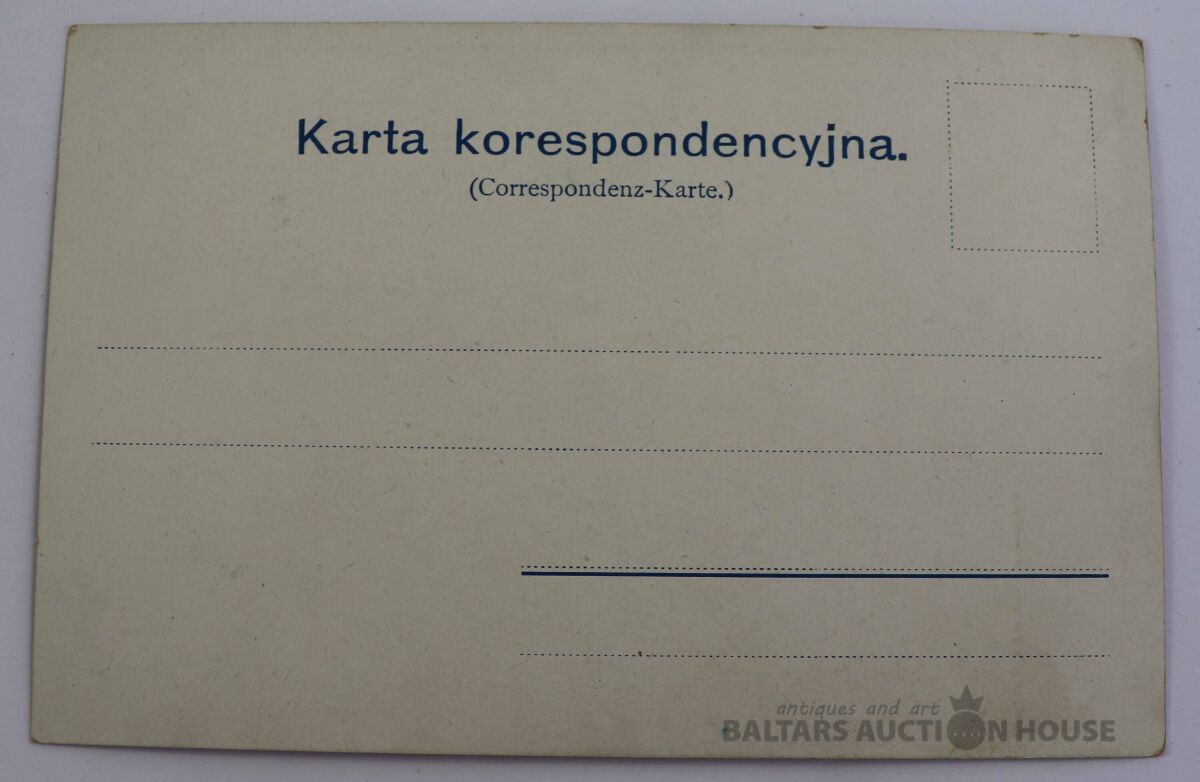 Karta korespondencyjna.
(Correspondenz-Karte.)
antiques and art
BALTARS AUCTION HOUSE